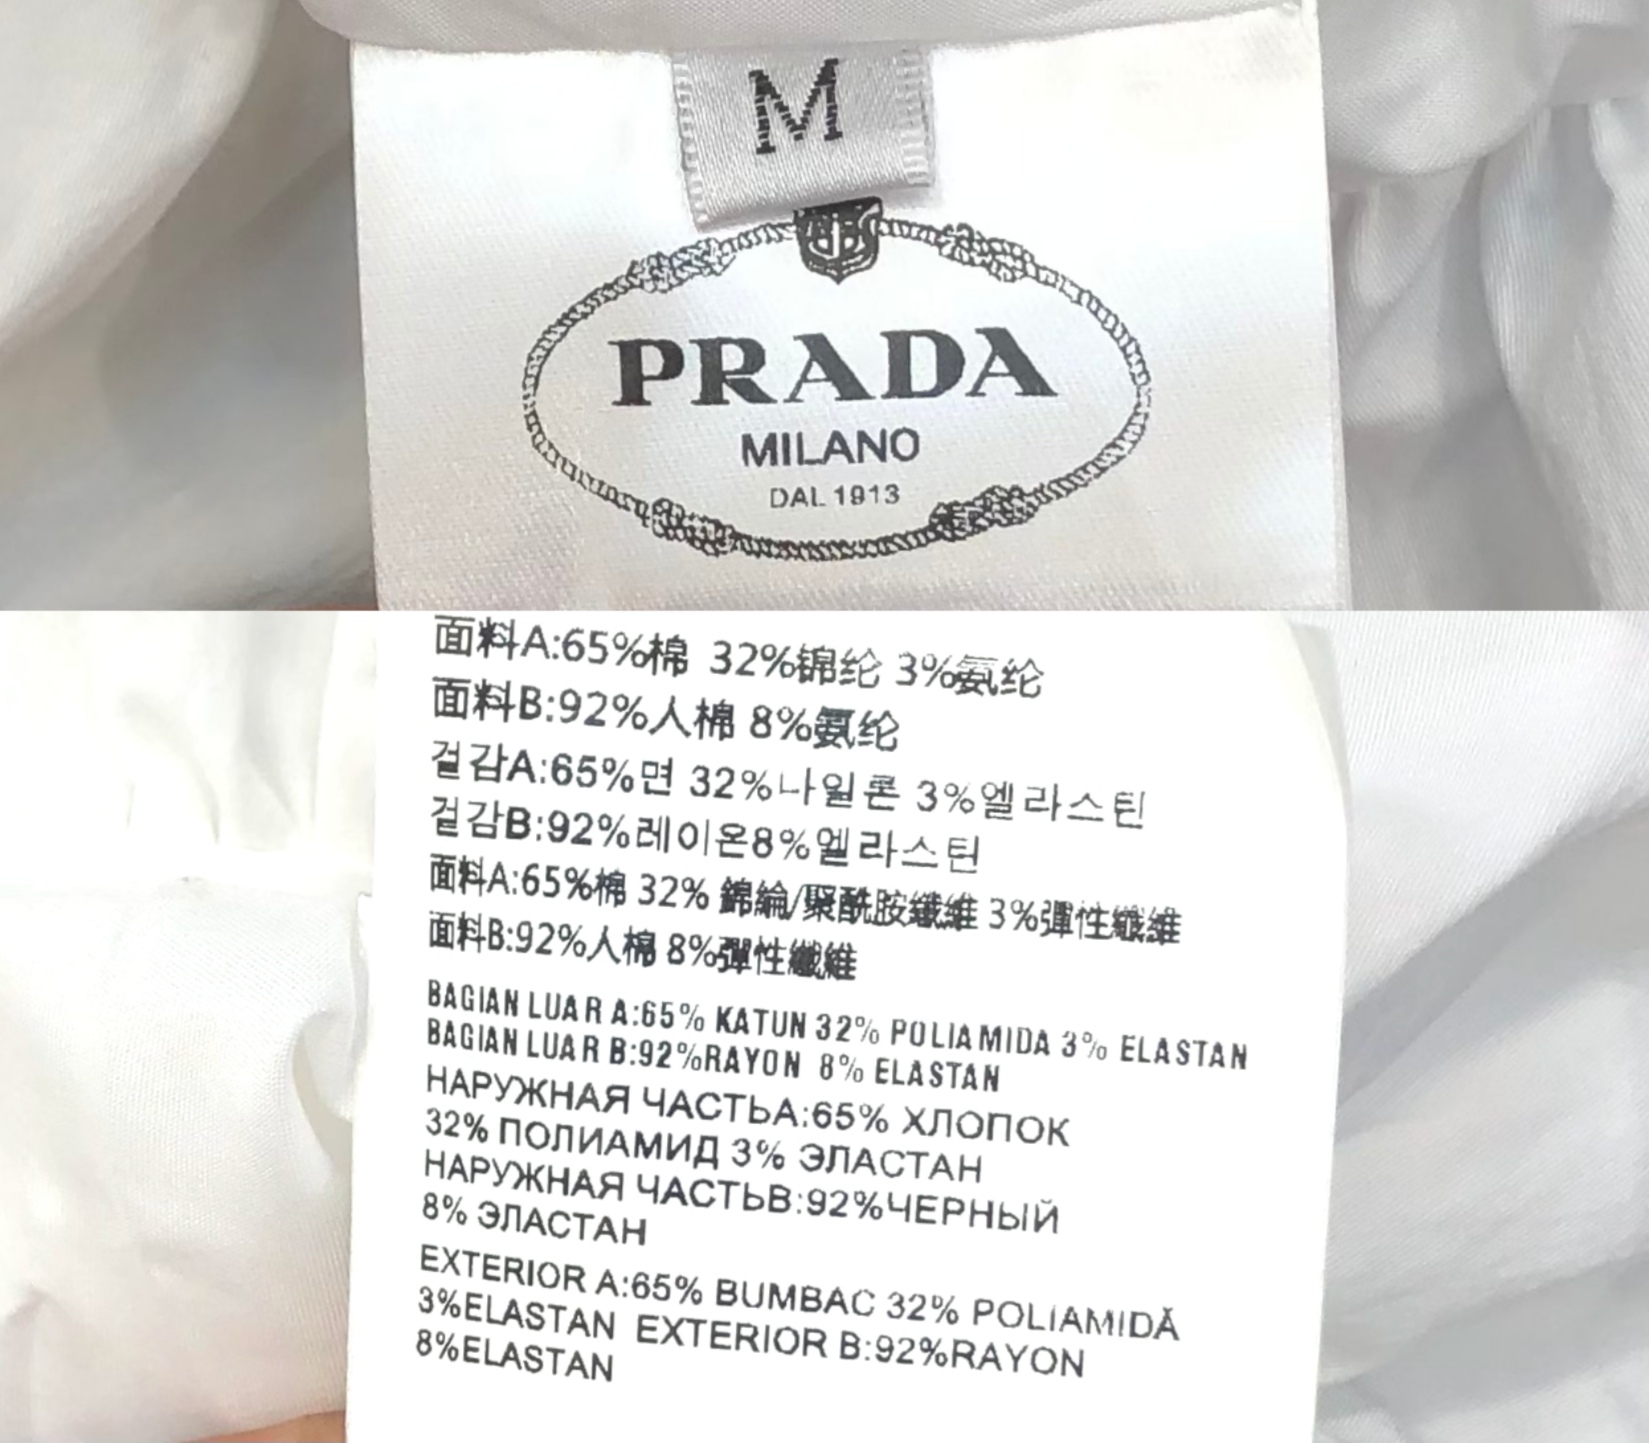 M
PRADA
MILANO
DAL 1913
面料A:65%棉 32%锦纶 3%氨纶
面料B:92%人棉 8%氨纶
겉감A:65%면 32%나일론 3%엘라스틴
겉감B:92%레이온8%엘라스틴
面料A:65%棉 32% 錦綸/聚酰胺纖維 3%彈性纖維
面料B:92%人棉 8%彈性纖維
BAGIAN LUAR A:65% KATUN 32% POLIAMIDA 3% ELASTAN
BAGIAN LUAR B:92%RAYON 8% ELASTAN
НАРУЖНАЯ ЧАСТЬА:65% ХЛОПОК
32% ПОЛИАМИД 3% ЭЛАСТАН
НАРУЖНАЯ ЧАСТЬВ:92%ЧЕРНЫЙ
8% ЭЛАСТАН
EXTERIOR A:65% BUMBAC 32% POLIAMIDĂ
3%ELASTAN EXTERIOR B:92%RAYON
8%ELASTAN